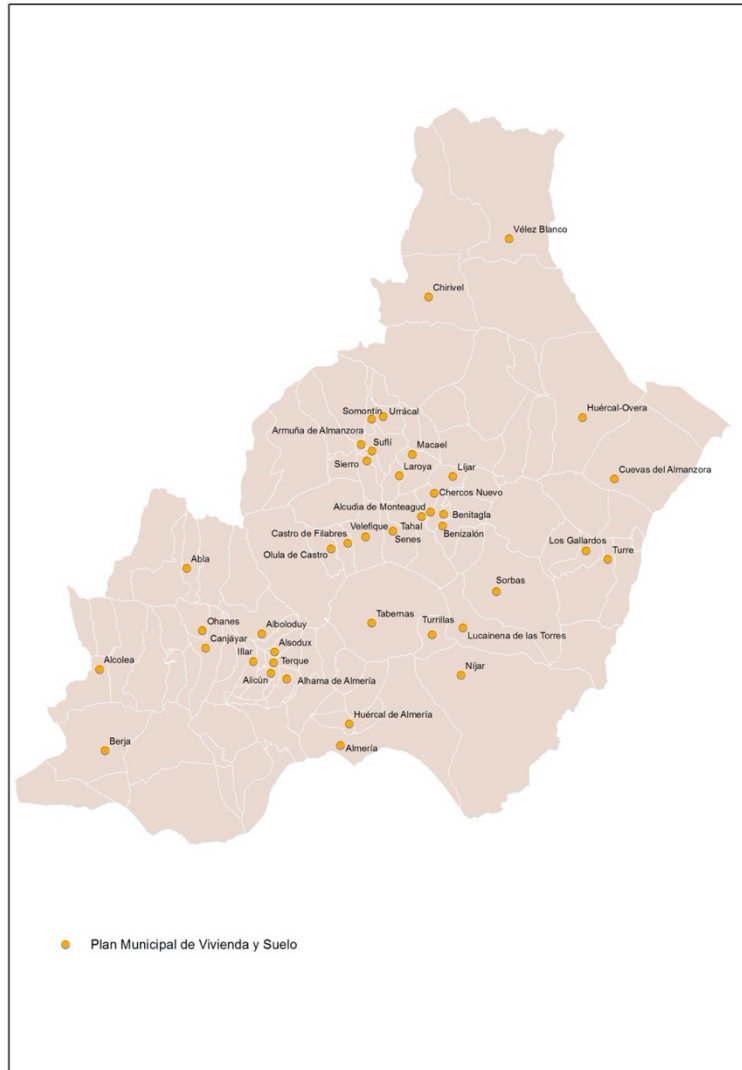 Vélez Blanco
Chirivel
Huércal-Overa
Somontín
Urrácal
Armuña de Almanzora
Suflí
Macael
Sierro
Laroya
Líjar
Cuevas del Almanzora
Chercos Nuevo
Alcudia de Monteagud
Benitagla
Velefique
Tahal
Castro de Filabres
Benizalón
Senes
Los Gallardos
Olula de Castro
Turre
Abla
Sorbas
Tabernas
Turrillas
Ohanes
Alboloduy
Lucainena de las Torres
Canjáyar
Alsodux
Illar
Terque
Alcolea
Níjar
Alicún
Alhama de Almería
Huércal de Almería
Berja
Almería
Plan Municipal de Vivienda y Suelo